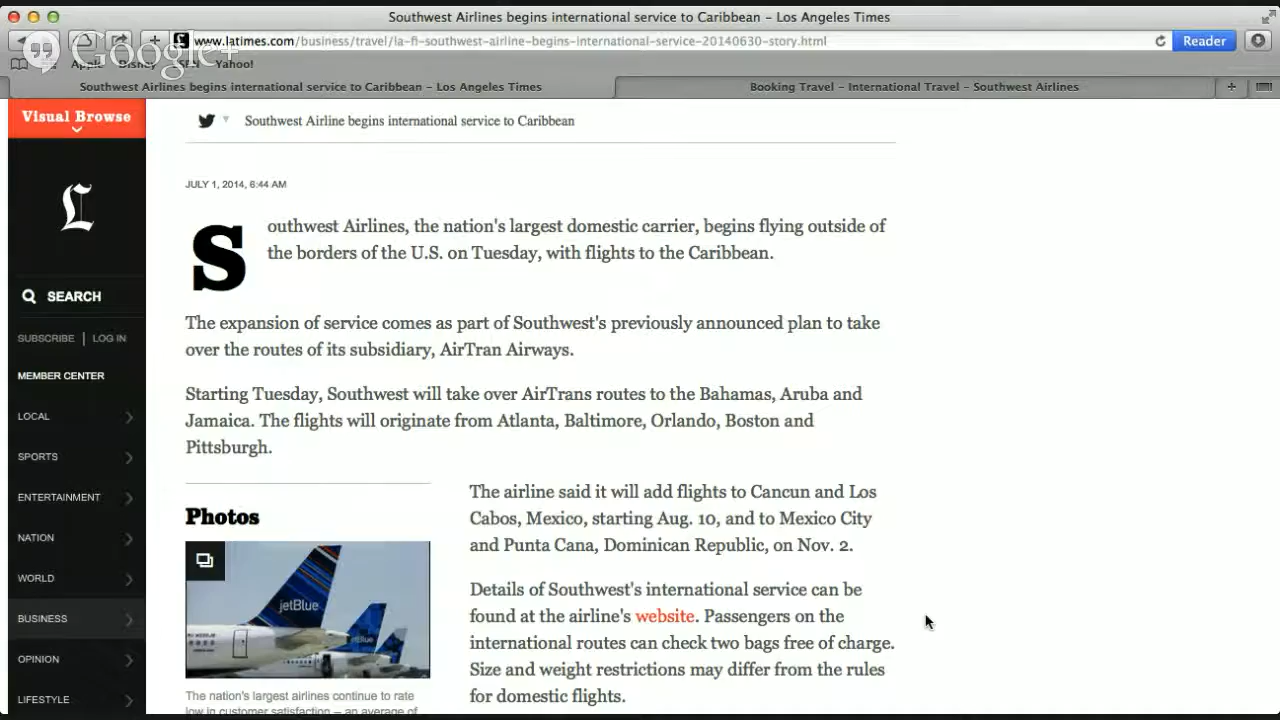 Southwest Airlines begins international service to Caribbean – Los Angeles Times
www.latimes.com/business/travel/la-fi-southwest-airline-begins-international-service-20140630-story.html
Reader
Google+
Apple Disney Yahoo!
Southwest Airlines begins international service to Caribbean – Los Angeles Times
Booking Travel – International Travel – Southwest Airlines
Visual Browse
Southwest Airline begins international service to Caribbean
JULY 1, 2014, 6:44 AM
Southwest Airlines, the nation's largest domestic carrier, begins flying outside of
the borders of the U.S. on Tuesday, with flights to the Caribbean.
SEARCH
The expansion of service comes as part of Southwest's previously announced plan to take
over the routes of its subsidiary, AirTran Airways.
SUBSCRIBE | LOG IN
MEMBER CENTER
LOCAL
SPORTS
ENTERTAINMENT
NATION
WORLD
BUSINESS
OPINION
LIFESTYLE
Starting Tuesday, Southwest will take over AirTrans routes to the Bahamas, Aruba and
Jamaica. The flights will originate from Atlanta, Baltimore, Orlando, Boston and
Pittsburgh.
Photos
jetBlue
jetBlue
The nation's largest airlines continue to rate
low in customer satisfaction – an average of
The airline said it will add flights to Cancun and Los
Cabos, Mexico, starting Aug. 10, and to Mexico City
and Punta Cana, Dominican Republic, on Nov. 2.
Details of Southwest's international service can be
found at the airline's website. Passengers on the
international routes can check two bags free of charge.
Size and weight restrictions may differ from the rules
for domestic flights.